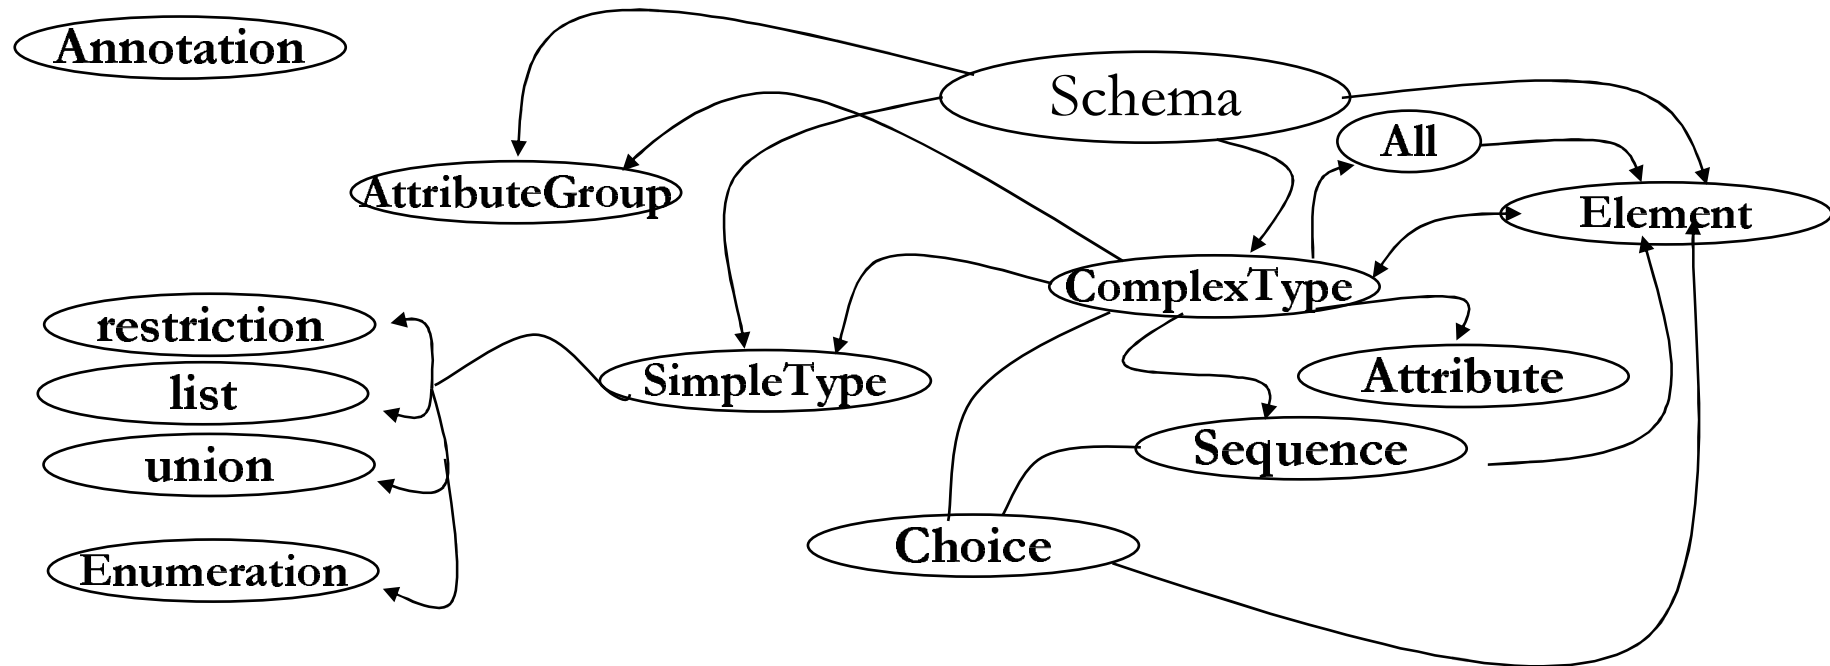 Annotation
Schema
All
AttributeGroup
Element
ComplexType
restriction
SimpleType
Attribute
list
Sequence
union
Choice
Enumeration